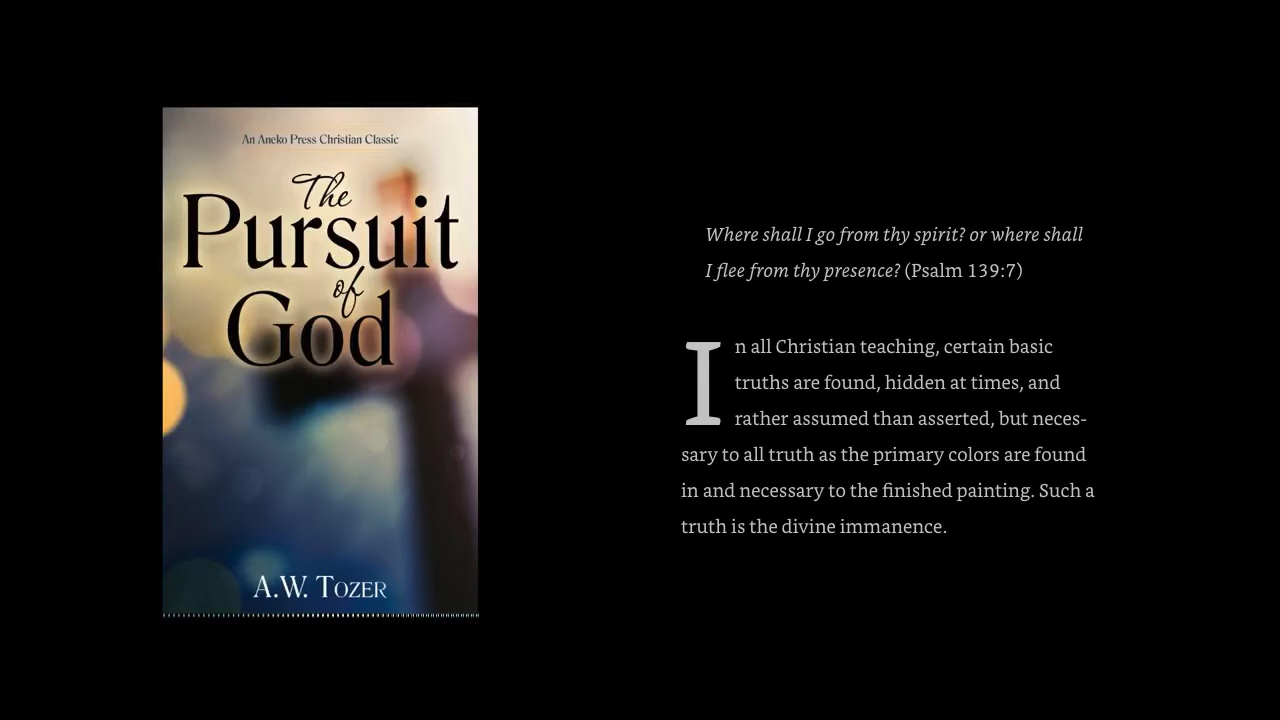 An Aneko Press Christian Classic
The
Pursuit
of
God
A.W. Tozer
Where shall I go from thy spirit? or where shall
I flee from thy presence? (Psalm 139:7)
In all Christian teaching, certain basic
truths are found, hidden at times, and
rather assumed than asserted, but neces-
sary to all truth as the primary colors are found
in and necessary to the finished painting. Such a
truth is the divine immanence.